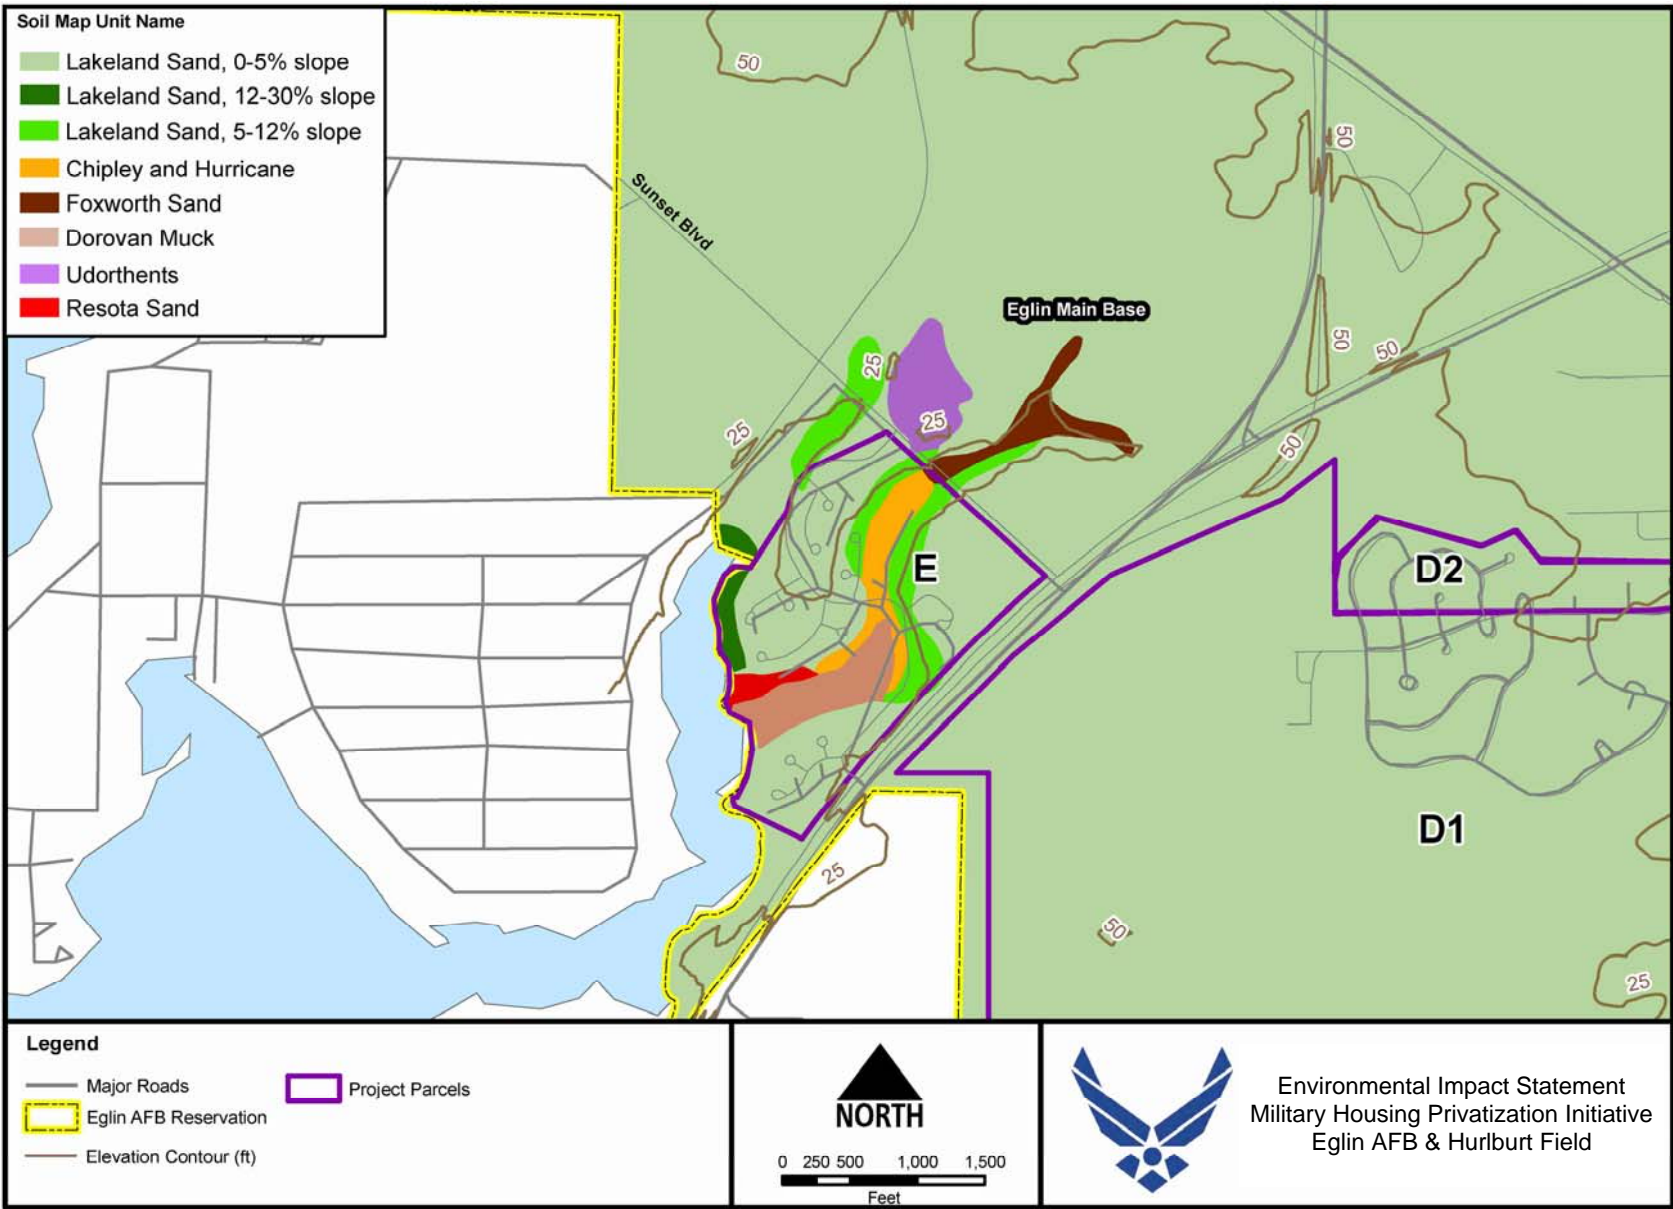 Soil Map Unit Name
Lakeland Sand, 0-5% slope
Lakeland Sand, 12-30% slope
Lakeland Sand, 5-12% slope
Chipley and Hurricane
Foxworth Sand
Dorovan Muck
Udorthents
Resota Sand
50
50
Sunset Blvd
Eglin Main Base
50
50
25
25
25
50
E
D2
D1
25
50
25
Legend
Major Roads
Project Parcels
Eglin AFB Reservation
Elevation Contour (ft)
NORTH
0 250 500 1,000 1,500
Feet
Environmental Impact Statement
Military Housing Privatization Initiative
Eglin AFB & Hurlburt Field